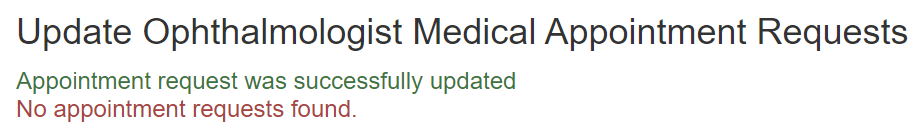 Update Ophthalmologist Medical Appointment Requests
Appointment request was successfully updated
No appointment requests found.